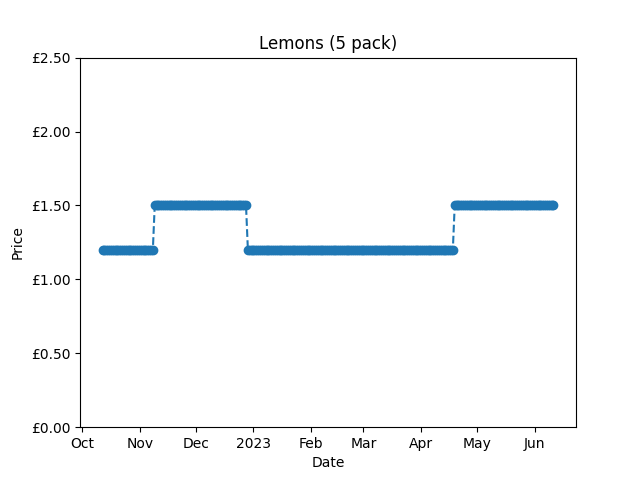 Lemons (5 pack)
£2.50
£2.00
£1.50
£1.00
£0.50
£0.00
Price
Oct Nov Dec 2023 Feb Mar Apr May Jun
Date